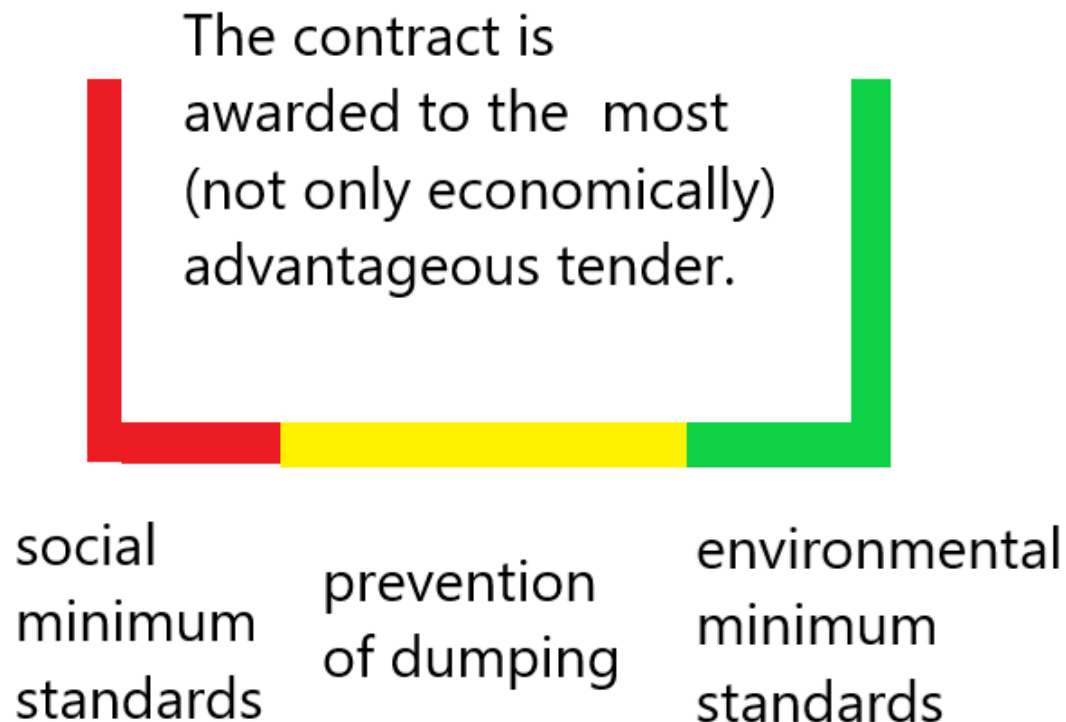 The contract is
awarded to the most
(not only economically)
advantageous tender.
social
minimum
standards
prevention
of dumping
environmental
minimum
standards